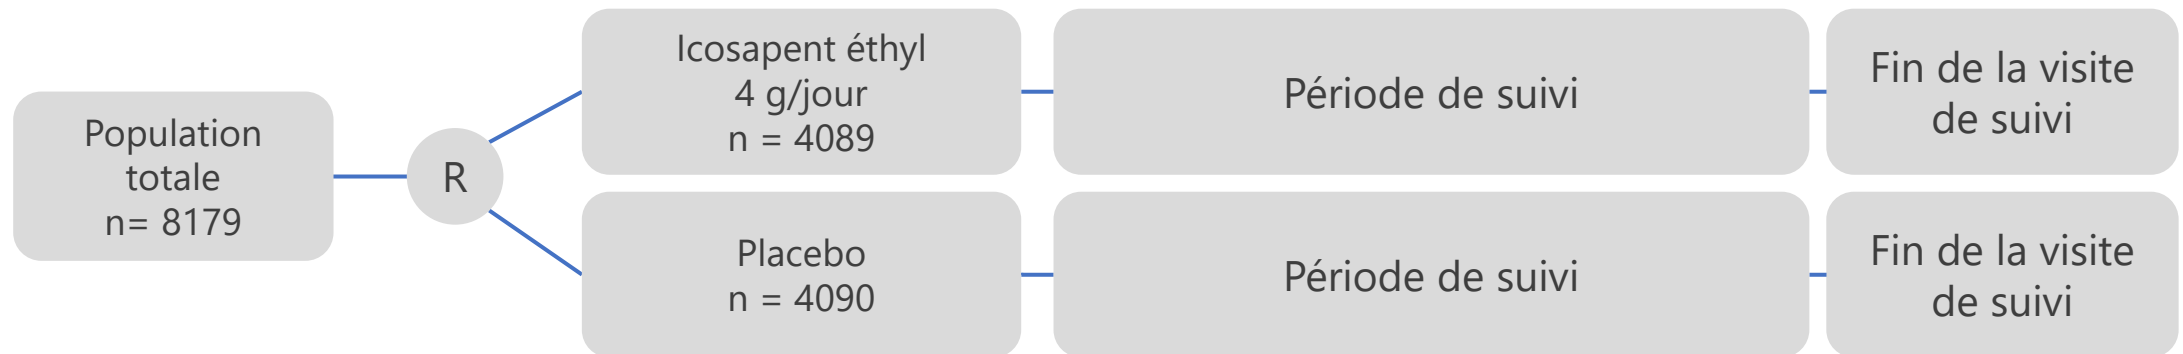 Population
totale
n= 8179
R
Icosapent éthyl
4 g/jour
n = 4089
Période de suivi
Fin de la visite
de suivi
Placebo
n = 4090
Période de suivi
Fin de la visite
de suivi